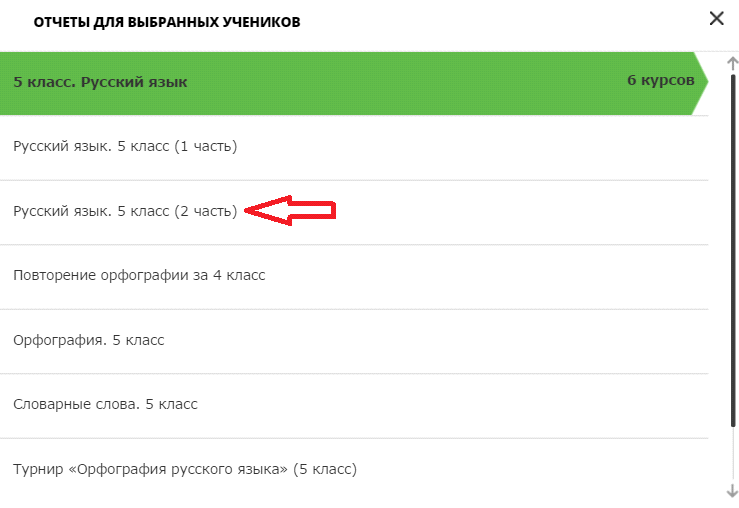 ОТЧЕТЫ ДЛЯ ВЫБРАННЫХ УЧЕНИКОВ
5 класс. Русский язык
6 курсов
Русский язык. 5 класс (1 часть)
Русский язык. 5 класс (2 часть)
Повторение орфографии за 4 класс
Орфография. 5 класс
Словарные слова. 5 класс
Турнир «Орфография русского языка» (5 класс)